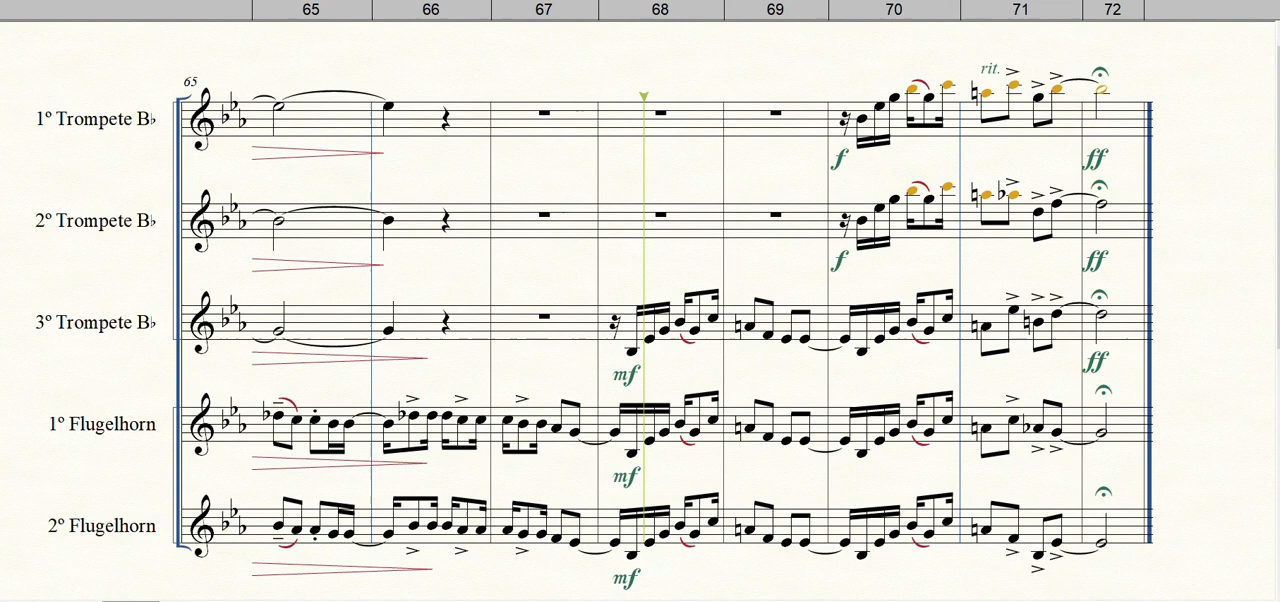 65 66 67 68 69 70 71 72
65
rit.
1º Trompete B♭
f ff
2º Trompete B♭
f ff
3º Trompete B♭
mf ff
1º Flugelhorn
mf
2º Flugelhorn
mf